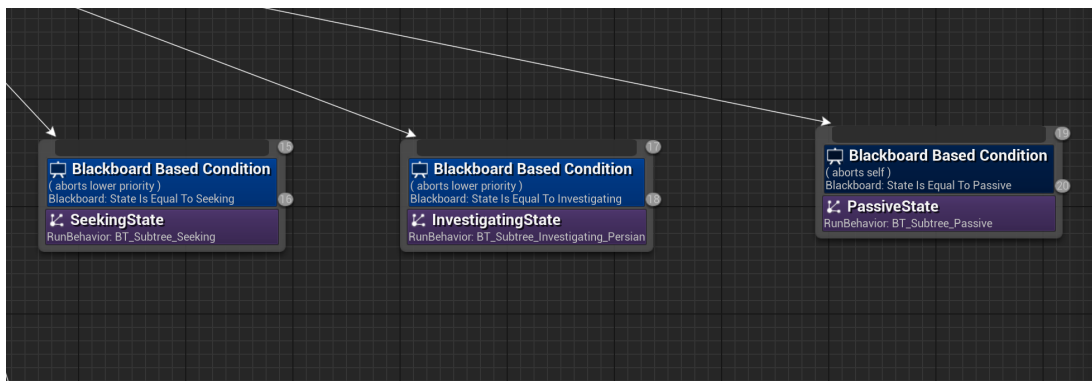 15
Blackboard Based Condition
( aborts lower priority )
Blackboard: State Is Equal To Seeking
16
SeekingState
RunBehavior: BT_Subtree_Seeking
17
Blackboard Based Condition
( aborts lower priority )
Blackboard: State Is Equal To Investigating
18
InvestigatingState
RunBehavior: BT_Subtree_Investigating_Persian
19
Blackboard Based Condition
( aborts self )
Blackboard: State Is Equal To Passive
20
PassiveState
RunBehavior: BT_Subtree_Passive